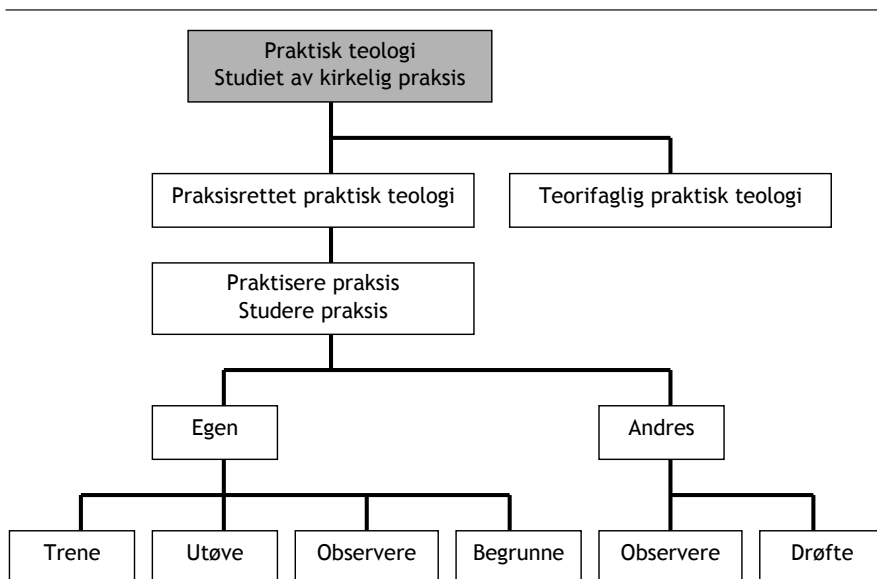 Praktisk teologi
Studiet av kirkelig praksis
Praksisrettet praktisk teologi
Teorifaglig praktisk teologi
Praktisere praksis
Studere praksis
Egen
Andres
Trene
Utøve
Observere
Begrunne
Observere
Drøfte